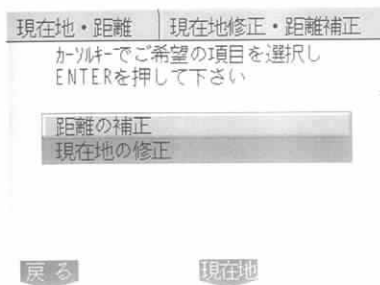 現在地・距離 現在地修正・距離補正
カーソルキーでご希望の項目を選択し
ENTERを押して下さい
距離の補正
現在地の修正
戻る 現在地